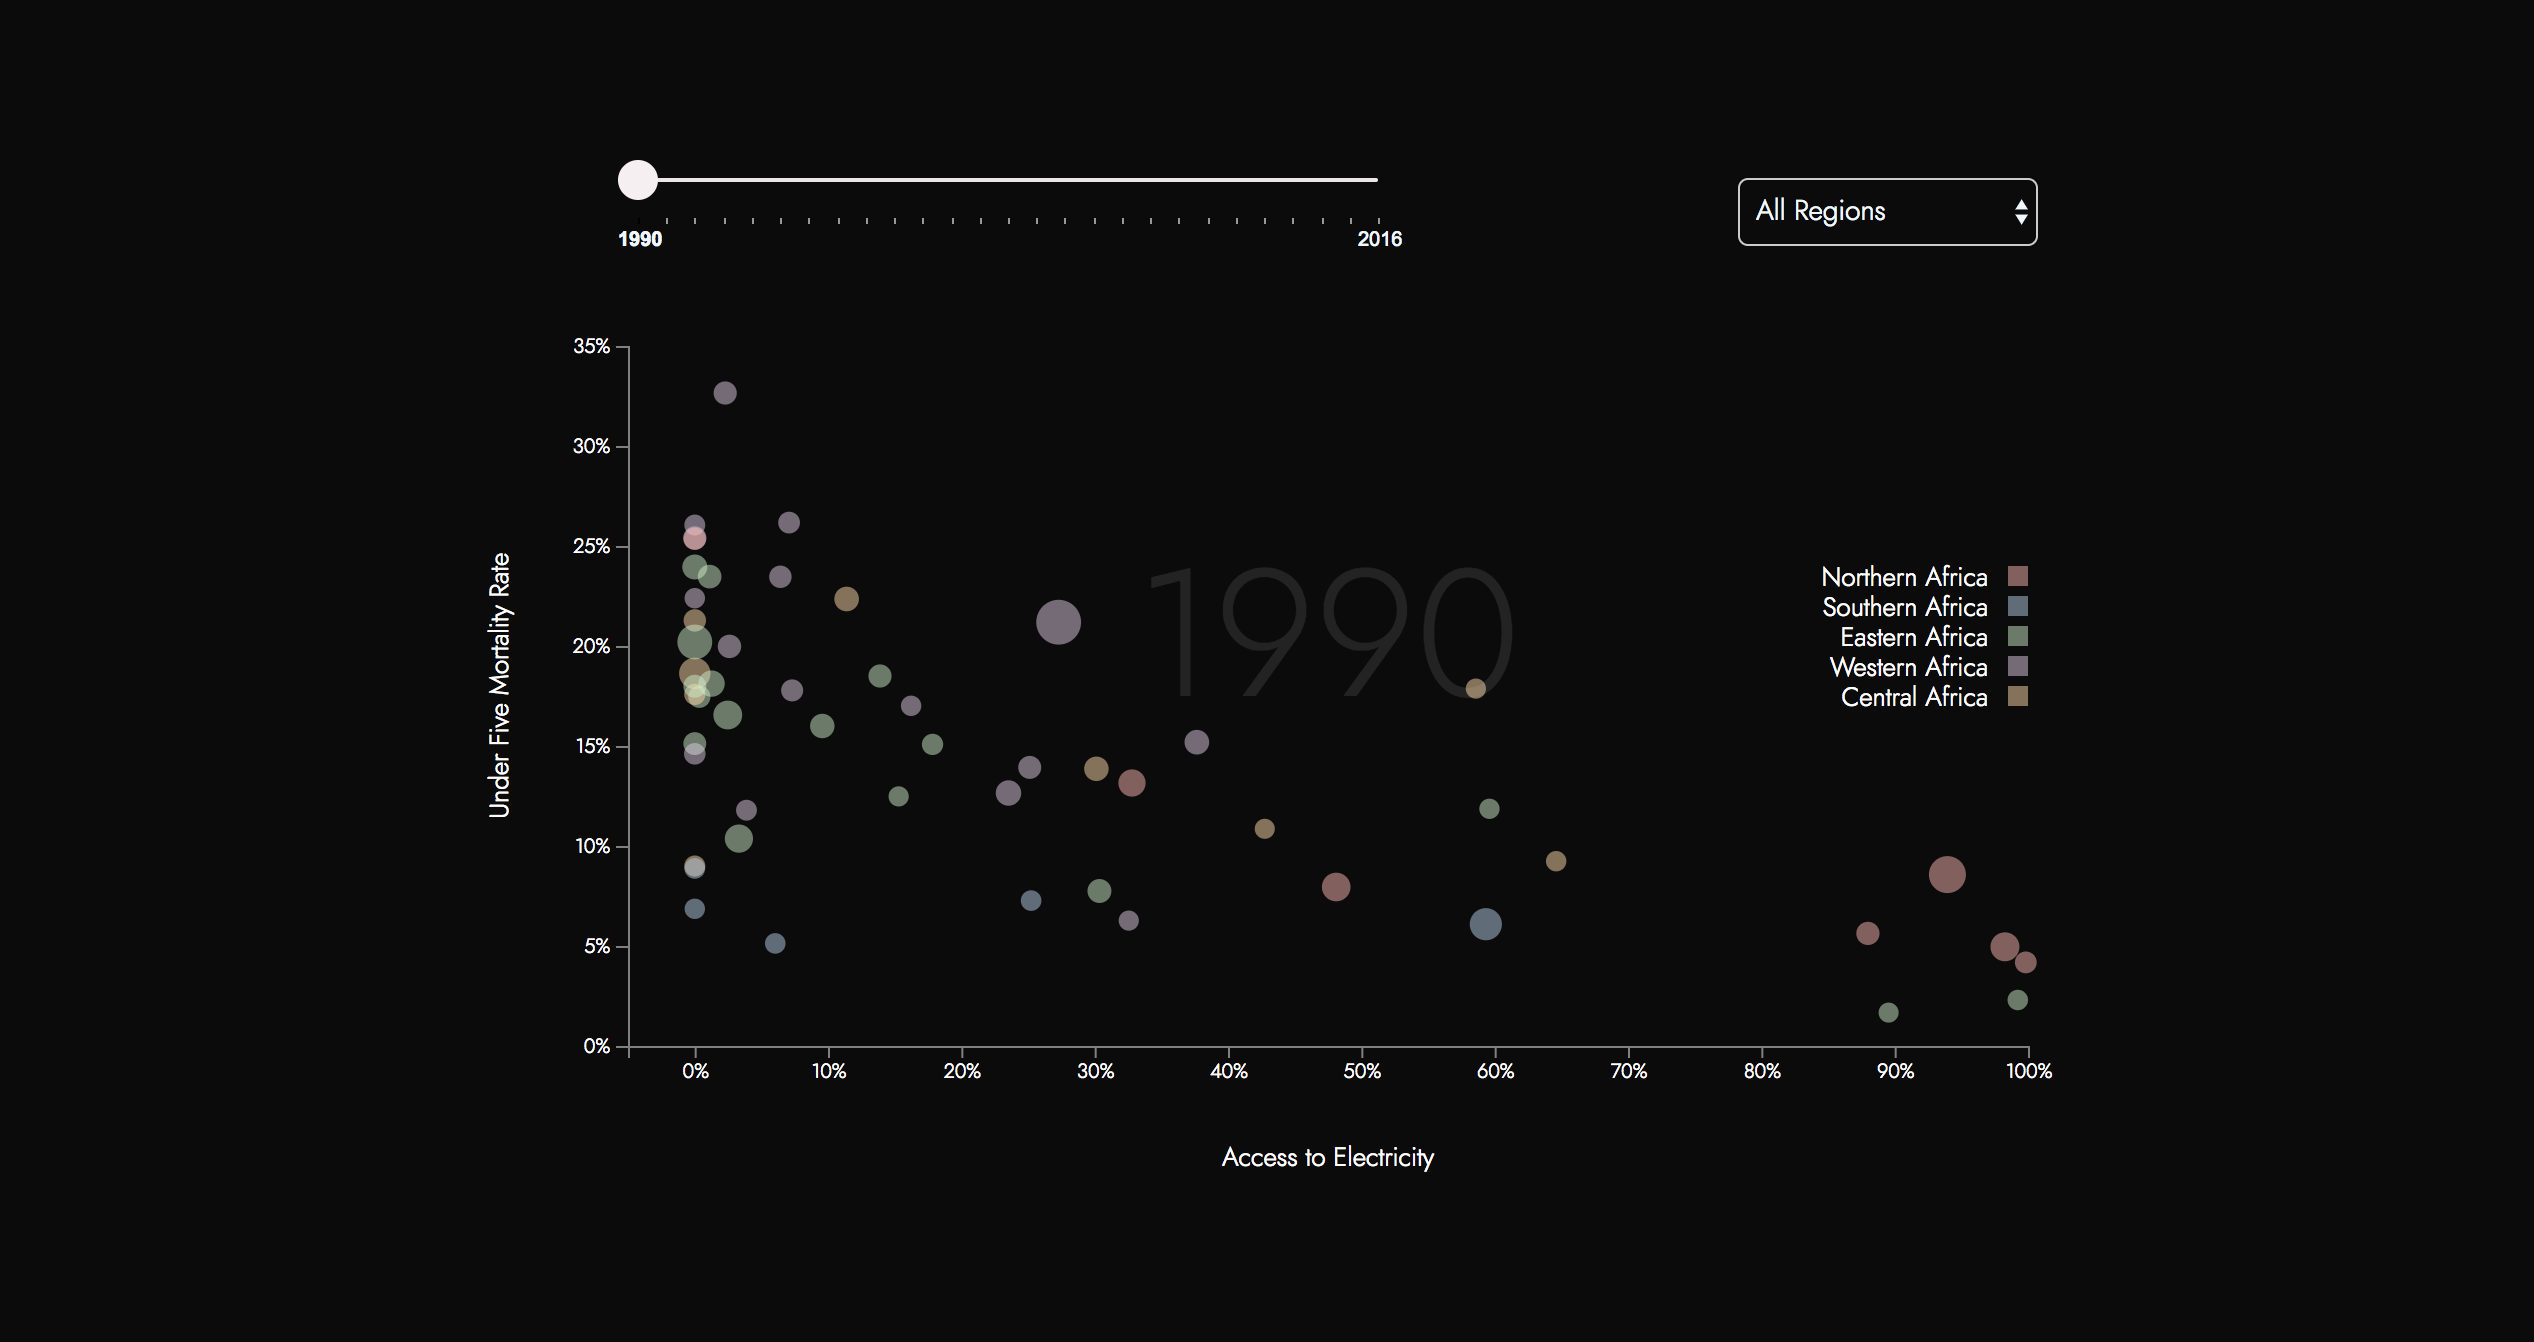 1990
2016
All Regions
35%
30%
25%
20%
15%
10%
5%
0%
Under Five Mortality Rate
1990
Northern Africa
Southern Africa
Eastern Africa
Western Africa
Central Africa
0% 10% 20% 30% 40% 50% 60% 70% 80% 90% 100%
Access to Electricity